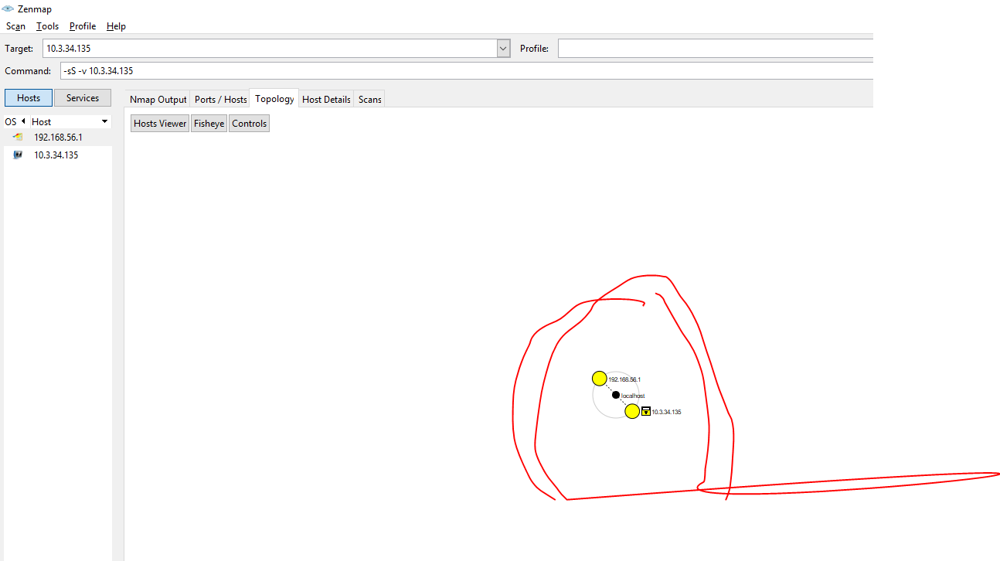 Zenmap
Scan Tools Profile Help
Target: 10.3.34.135 Profile:
Command: -sS -v 10.3.34.135
Hosts Services
Nmap Output Ports / Hosts Topology Host Details Scans
OS Host
Hosts Viewer Fisheye Controls
192.168.56.1
10.3.34.135
192.168.56.1
localhost
10.3.34.135